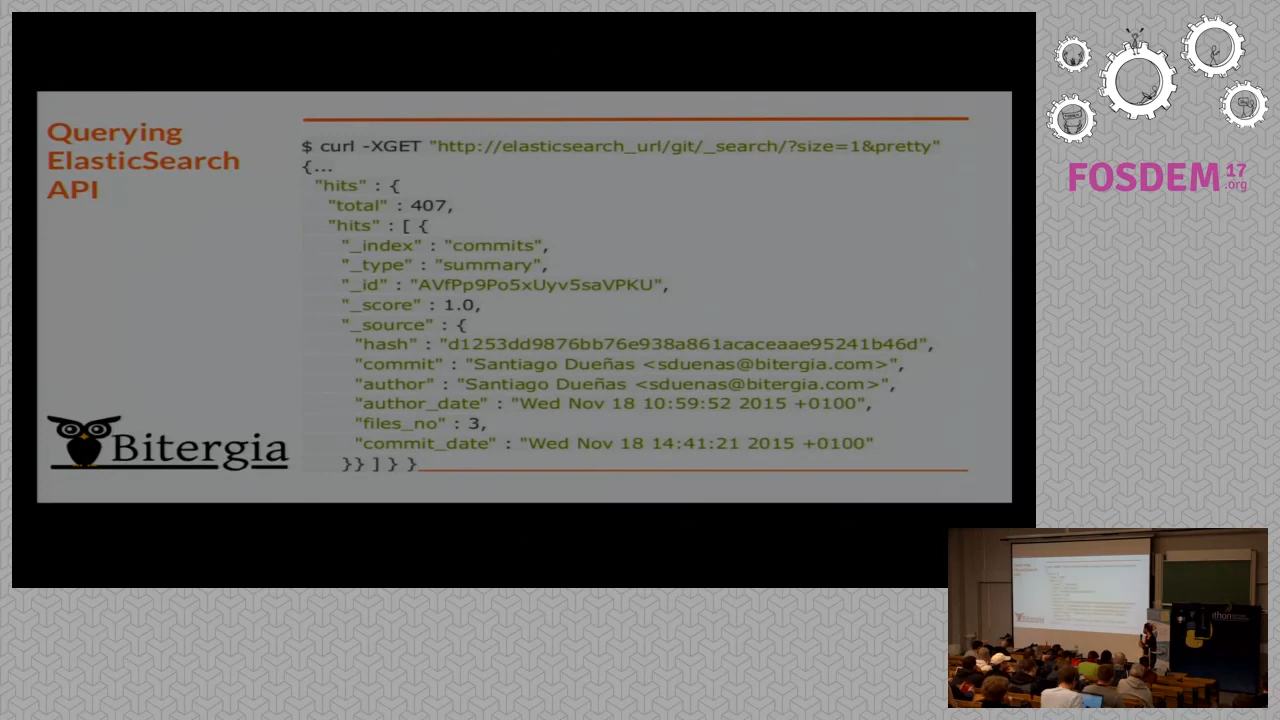 Querying
ElasticSearch
API
$ curl -XGET "http://elasticsearch_url/git/_search/?size=1&pretty"
{...
"hits" : {
"total" : 407,
"hits" : [ {
"_index" : "commits",
"_type" : "summary",
"_id" : "AVfPp9Po5xUyv5saVPKU",
"_score" : 1.0,
"_source" : {
"hash" : "d1253dd9876bb76e938a861acaceaae95241b46d",
"commit" : "Santiago Dueñas <sduenas@bitergia.com>",
"author" : "Santiago Dueñas <sduenas@bitergia.com>",
"author_date" : "Wed Nov 18 10:59:52 2015 +0100",
"files_no" : 3,
"commit_date" : "Wed Nov 18 14:41:21 2015 +0100"
}} ] } }
Bitergia
FOSDEM 17
.org